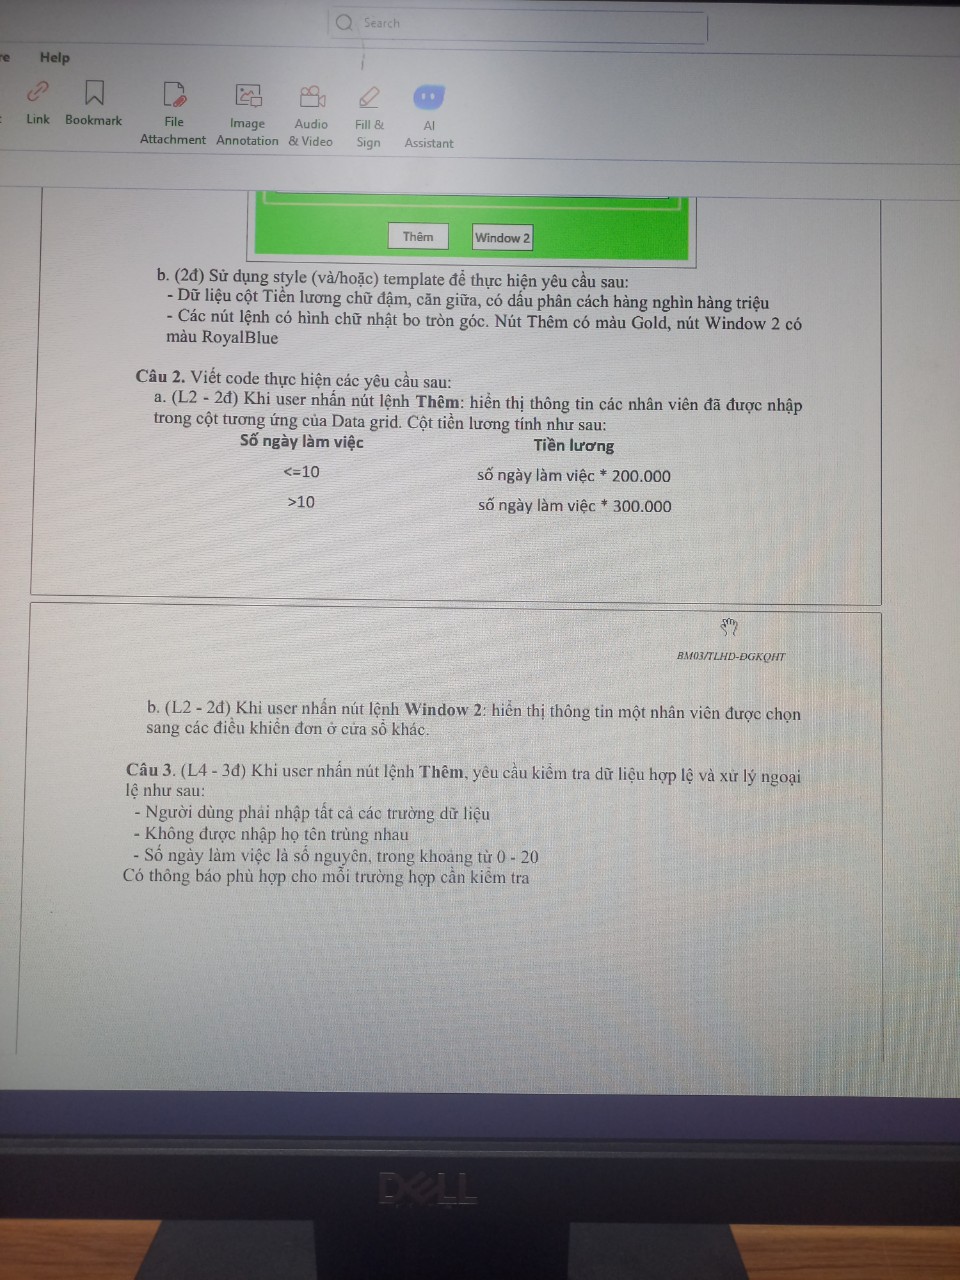 Search
re Help
Link Bookmark File Attachment Image Annotation Audio & Video Fill & Sign AI Assistant
Thêm Window 2
b. (2đ) Sử dụng style (và/hoặc) template để thực hiện yêu cầu sau:
- Dữ liệu cột Tiền lương chữ đậm, căn giữa, có dấu phân cách hàng nghìn hàng triệu
- Các nút lệnh có hình chữ nhật bo tròn góc. Nút Thêm có màu Gold, nút Window 2 có
màu RoyalBlue
Câu 2. Viết code thực hiện các yêu cầu sau:
a. (L2 - 2đ) Khi user nhấn nút lệnh Thêm: hiển thị thông tin các nhân viên đã được nhập
trong cột tương ứng của Data grid. Cột tiền lương tính như sau:
Số ngày làm việc Tiền lương
<=10 số ngày làm việc * 200.000
>10 số ngày làm việc * 300.000
BM03/TLHD-ĐGKQHT
b. (L2 - 2đ) Khi user nhấn nút lệnh Window 2: hiển thị thông tin một nhân viên được chọn
sang các điều khiển đơn ở cửa sổ khác.
Câu 3. (L4 - 3đ) Khi user nhấn nút lệnh Thêm, yêu cầu kiểm tra dữ liệu hợp lệ và xử lý ngoại
lệ như sau:
- Người dùng phải nhập tất cả các trường dữ liệu
- Không được nhập họ tên trùng nhau
- Số ngày làm việc là số nguyên, trong khoảng từ 0 - 20
Có thông báo phù hợp cho mỗi trường hợp cần kiểm tra
DELL